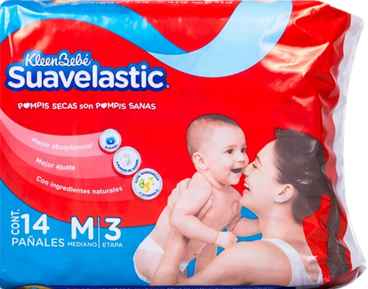 KleenBebé
Suavelastic.
POMPIS SECAS son POMPIS SANAS
Mejor absorbencia
Mejor ajuste
Con ingredientes naturales
CONT. 14 PAÑALES
M MEDIANO
3 ETAPA